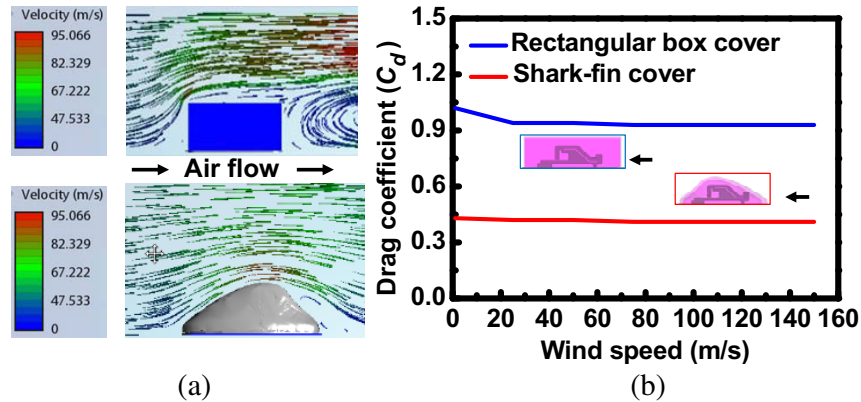 Velocity (m/s)
95.066
82.329
67.222
47.533
0
Air flow
Velocity (m/s)
95.066
82.329
67.222
47.533
0
(a)
Drag coefficient (Cd)
1.5
1.2
0.9
0.6
0.3
0.0
Rectangular box cover
Shark-fin cover
0 20 40 60 80 100 120 140 160
Wind speed (m/s)
(b)